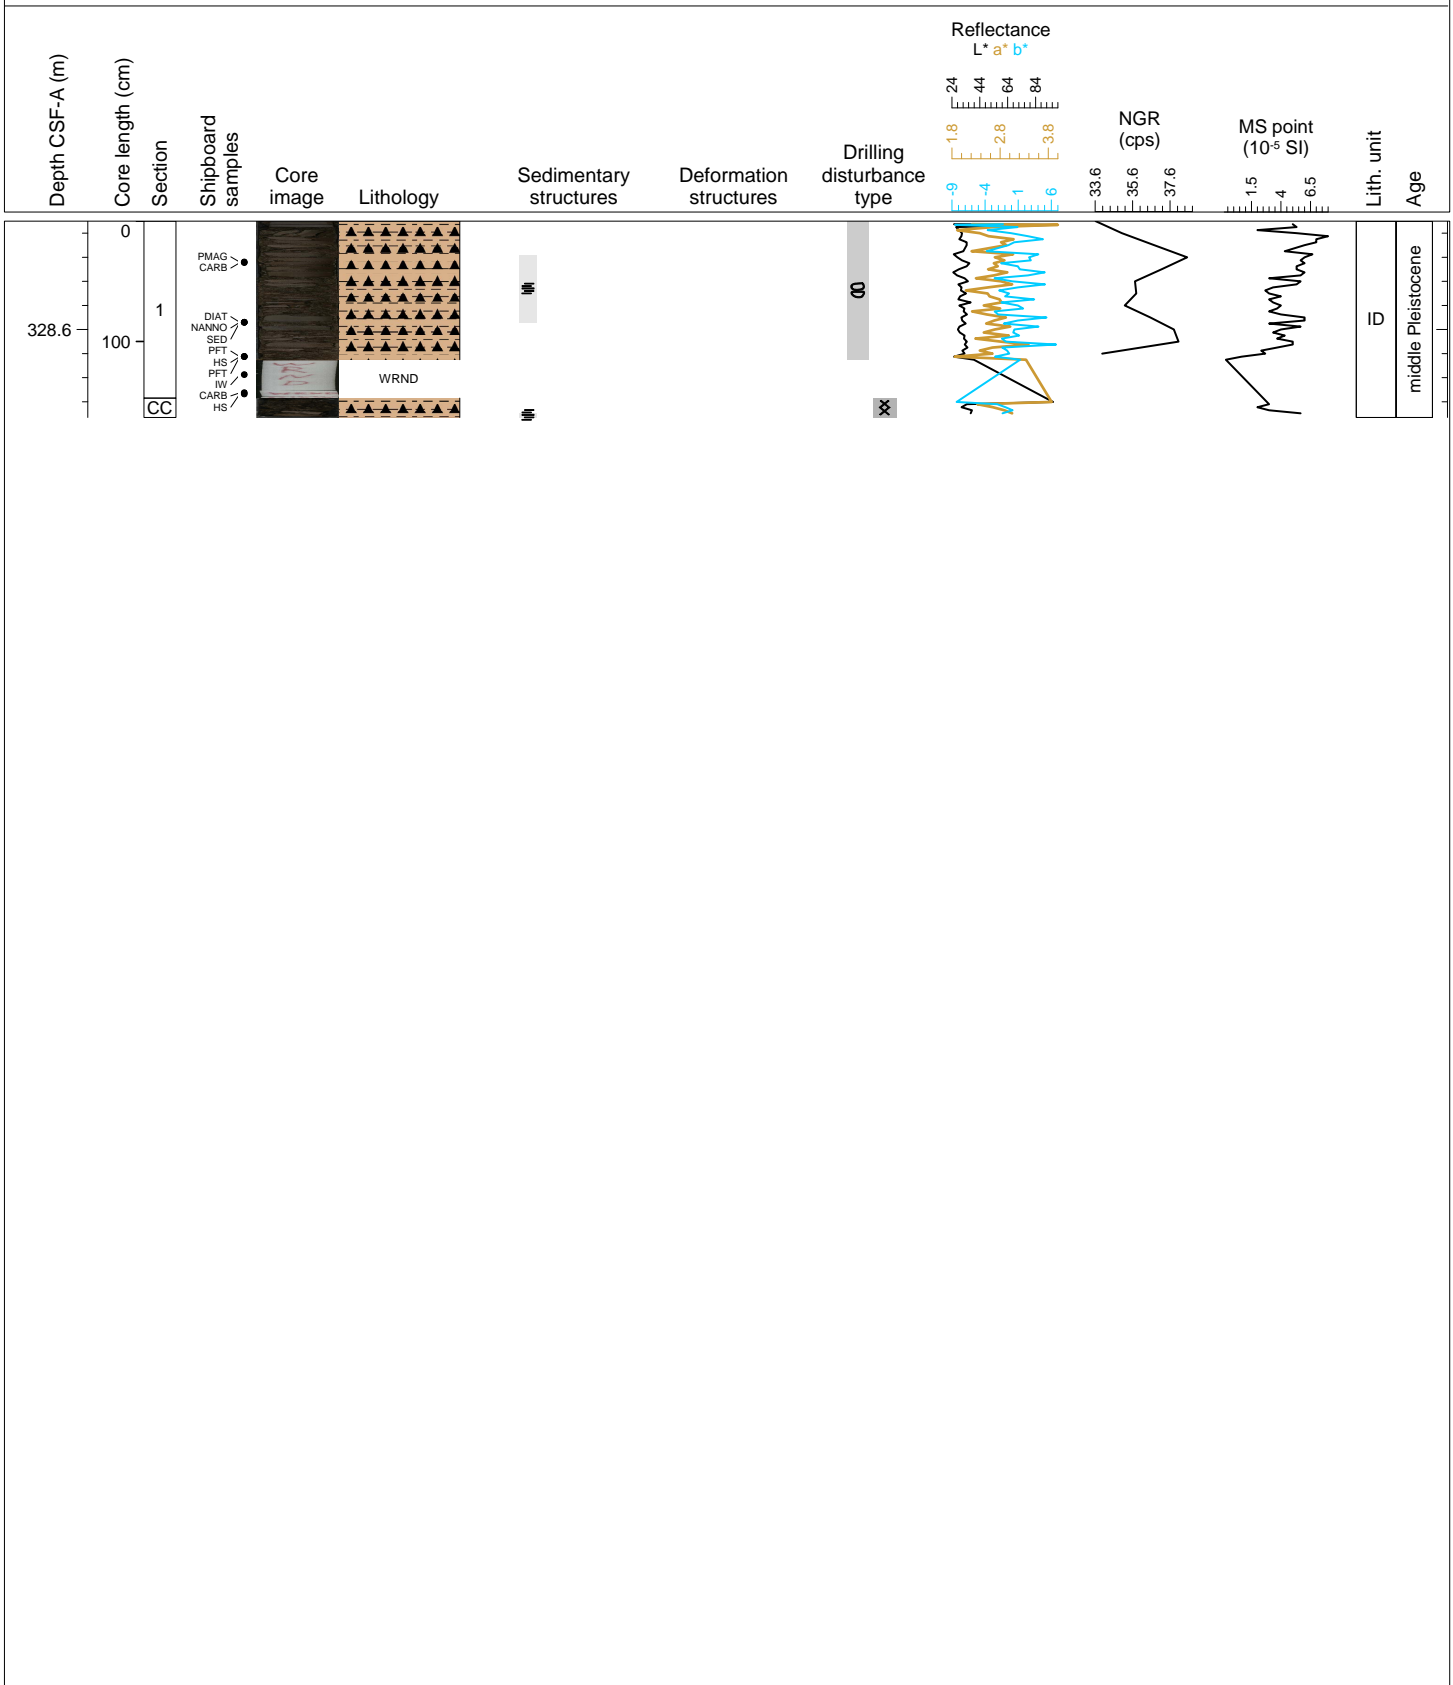 Depth CSF-A (m)
Core length (cm)
Section
Shipboard
samples
Core
image
Lithology
Sedimentary
structures
Deformation
structures
Drilling
disturbance
type
Reflectance
L* a* b*
24 44 64 84
1.8 2.8 3.8
-9 -4 1 6
NGR
(cps)
33.6 35.6 37.6
MS point
(10⁻⁵ SI)
1.5 4 6.5
Lith. unit
Age
328.6
0
100
1
CC
PMAG
CARB
DIAT
NANNO
SED
PFT
HS
PFT
IW
CARB
HS
WRND
ID
middle Pleistocene